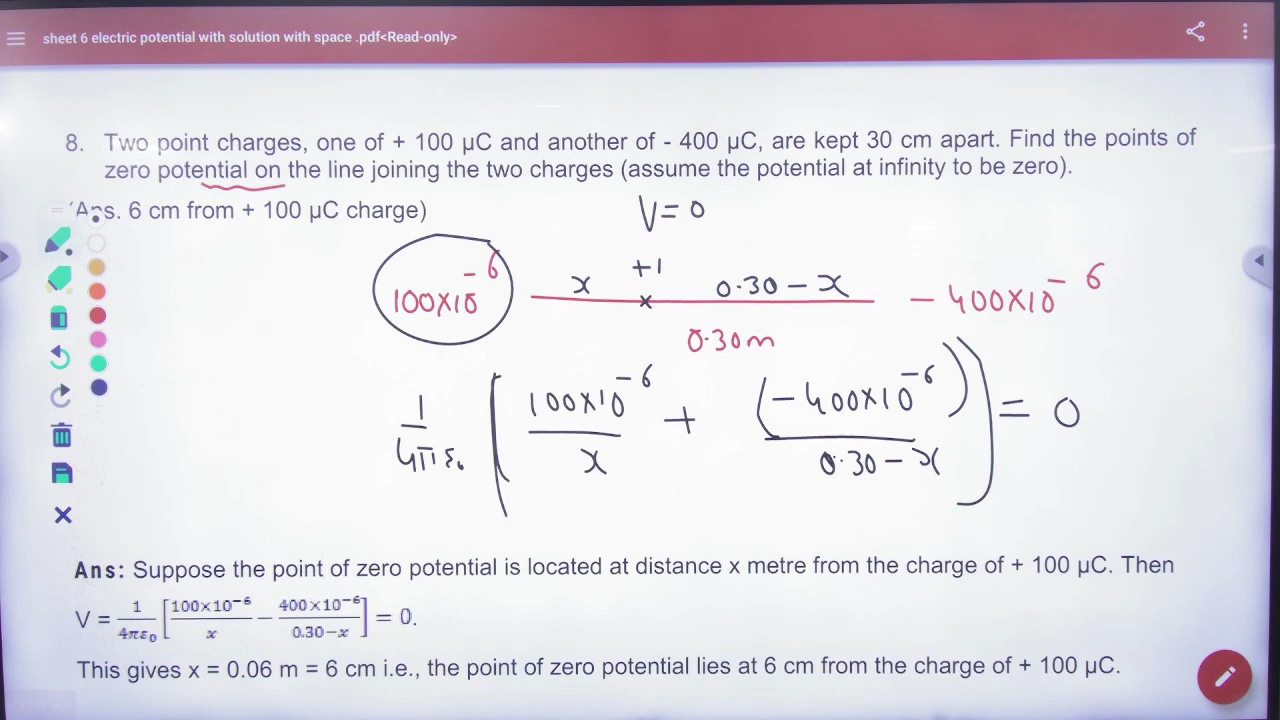 sheet 6 electric potential with solution with space .pdf<Read-only>
8. Two point charges, one of + 100 µC and another of - 400 µC, are kept 30 cm apart. Find the points of
zero potential on the line joining the two charges (assume the potential at infinity to be zero).
Ans. 6 cm from + 100 µC charge)
V = 0
100×10⁻⁶ x +1 × 0.30 - x - 400×10⁻⁶
0.30m
1/4πε₀ [100×10⁻⁶/x + (-400×10⁻⁶)/0.30-x] = 0
Ans: Suppose the point of zero potential is located at distance x metre from the charge of + 100 µC. Then
V = 1/4πε₀ [100×10⁻⁶/x − 400×10⁻⁶/0.30−x] = 0.
This gives x = 0.06 m = 6 cm i.e., the point of zero potential lies at 6 cm from the charge of + 100 µC.